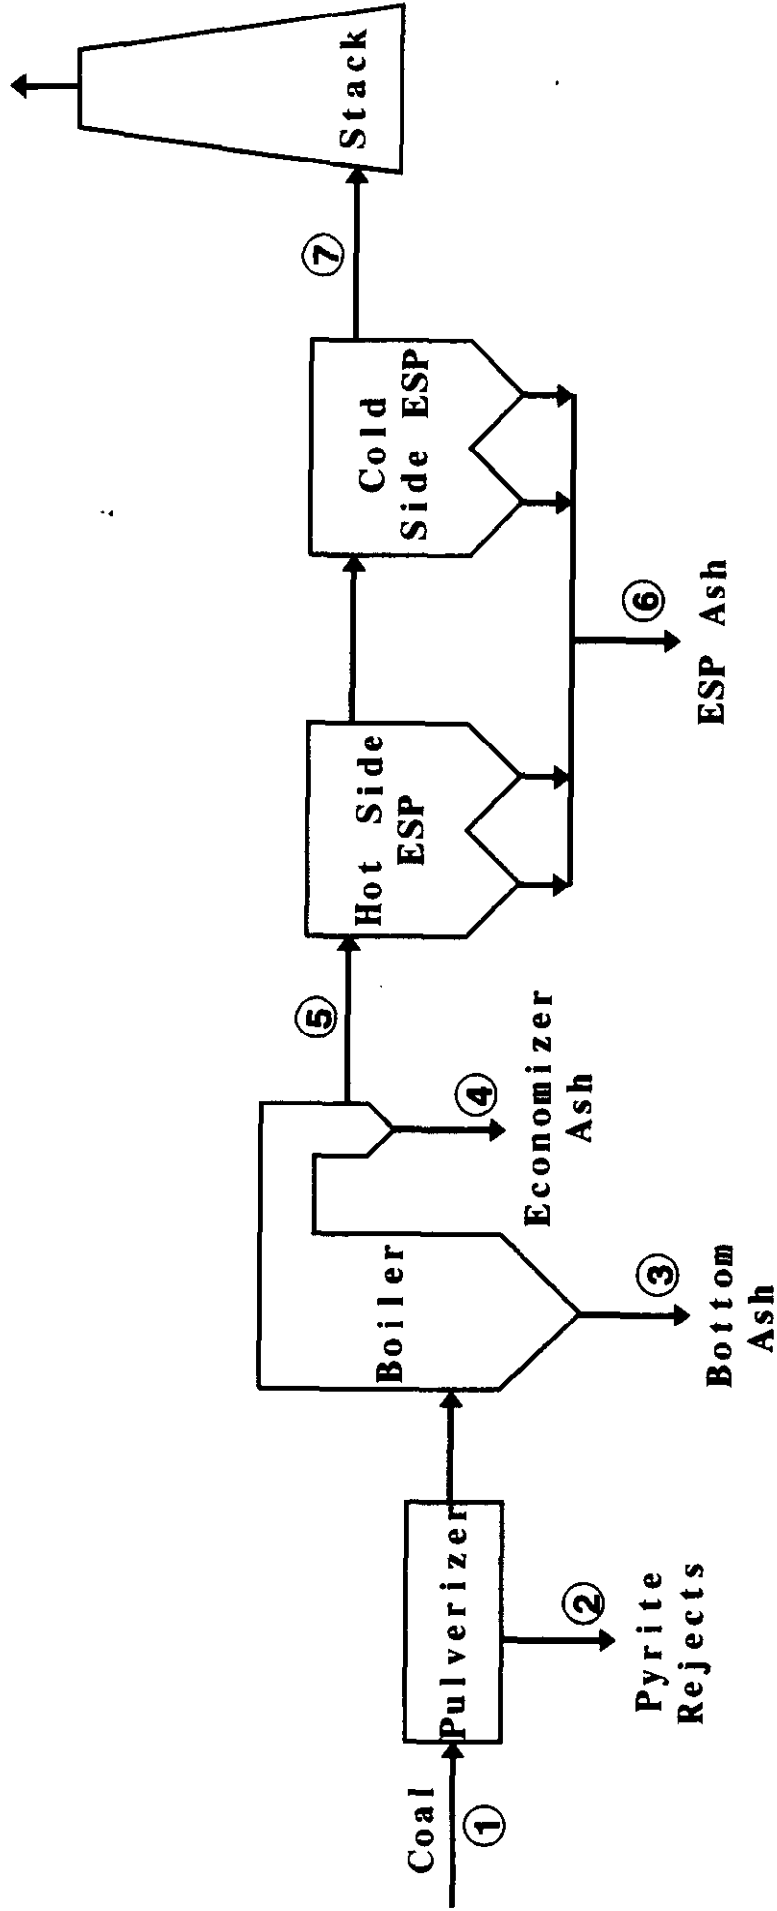 Coal
①
Pulverizer
②
Pyrite
Rejects
Boiler
③
Bottom
Ash
④
Economizer
Ash
⑤
Hot Side
ESP
⑥
ESP Ash
Cold
Side ESP
⑦
Stack